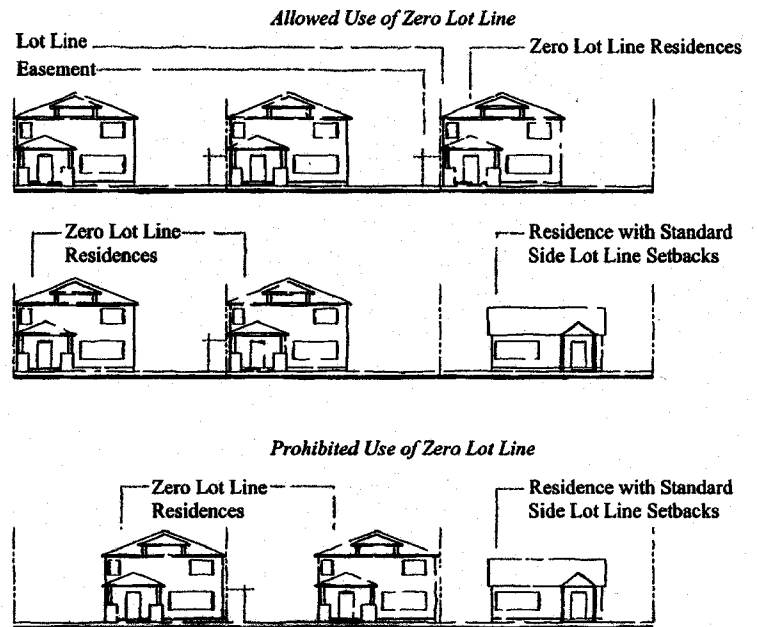 Allowed Use of Zero Lot Line
Lot Line
Zero Lot Line Residences
Easement
Zero Lot Line
Residences
Residence with Standard
Side Lot Line Setbacks
Prohibited Use of Zero Lot Line
Zero Lot Line
Residences
Residence with Standard
Side Lot Line Setbacks